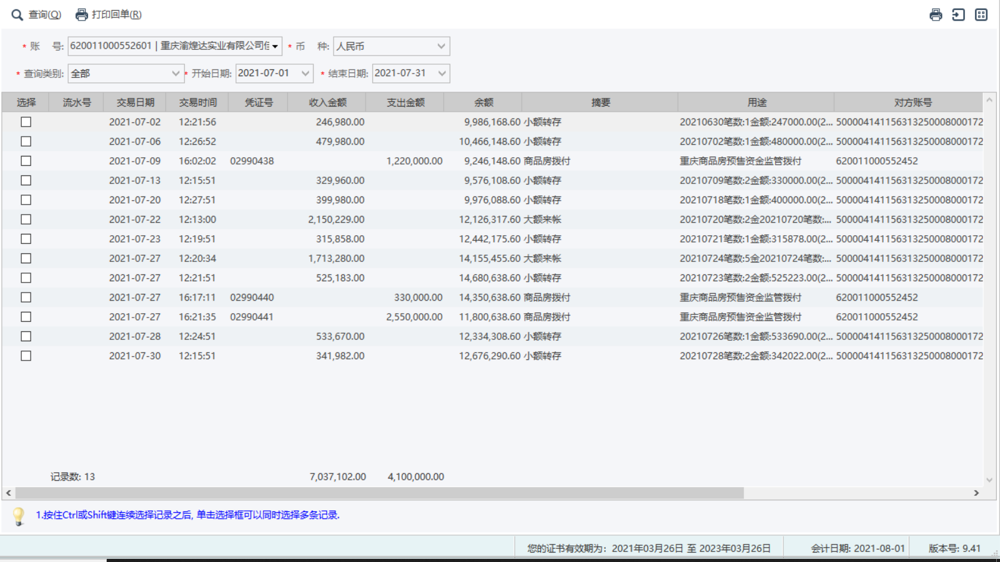 查询(Q) 打印回单(R)
* 账 号: 620011000552601 | 重庆渝煌达实业有限公司 * 币 种: 人民币
* 查询类别: 全部 * 开始日期: 2021-07-01 * 结束日期: 2021-07-31
选择 流水号 交易日期 交易时间 凭证号 收入金额 支出金额 余额 摘要 用途 对方账号
2021-07-02 12:21:56 246,980.00 9,986,168.60 小额转存 20210630笔数:1金额:247000.00(2... 500004141156313250008000172
2021-07-06 12:26:52 479,980.00 10,466,148.60 小额转存 20210702笔数:1金额:480000.00(2... 500004141156313250008000172
2021-07-09 16:02:02 02990438 1,220,000.00 9,246,148.60 商品房拨付 重庆商品房预售资金监管拨付 620011000552452
2021-07-13 12:15:51 329,960.00 9,576,108.60 小额转存 20210709笔数:2金额:330000.00(2... 500004141156313250008000172
2021-07-20 12:27:51 399,980.00 9,976,088.60 小额转存 20210718笔数:1金额:400000.00(2... 500004141156313250008000172
2021-07-22 12:13:00 2,150,229.00 12,126,317.60 大额来帐 20210720笔数:2金20210720笔数:... 500004141156313250008000172
2021-07-23 12:19:51 315,858.00 12,442,175.60 小额转存 20210721笔数:1金额:315878.00(2... 500004141156313250008000172
2021-07-27 12:20:34 1,713,280.00 14,155,455.60 大额来帐 20210724笔数:5金20210724笔数:... 500004141156313250008000172
2021-07-27 12:21:51 525,183.00 14,680,638.60 小额转存 20210723笔数:2金额:525223.00(2... 500004141156313250008000172
2021-07-27 16:17:11 02990440 330,000.00 14,350,638.60 商品房拨付 重庆商品房预售资金监管拨付 620011000552452
2021-07-27 16:21:35 02990441 2,550,000.00 11,800,638.60 商品房拨付 重庆商品房预售资金监管拨付 620011000552452
2021-07-28 12:24:51 533,670.00 12,334,308.60 小额转存 20210726笔数:1金额:533690.00(2... 500004141156313250008000172
2021-07-30 12:15:51 341,982.00 12,676,290.60 小额转存 20210728笔数:2金额:342022.00(2... 500004141156313250008000172
记录数: 13 7,037,102.00 4,100,000.00
1.按住Ctrl或Shift键连续选择记录之后, 单击选择框可以同时选择多条记录.
您的证书有效期为: 2021年03月26日 至 2023年03月26日 会计日期: 2021-08-01 版本号: 9.41